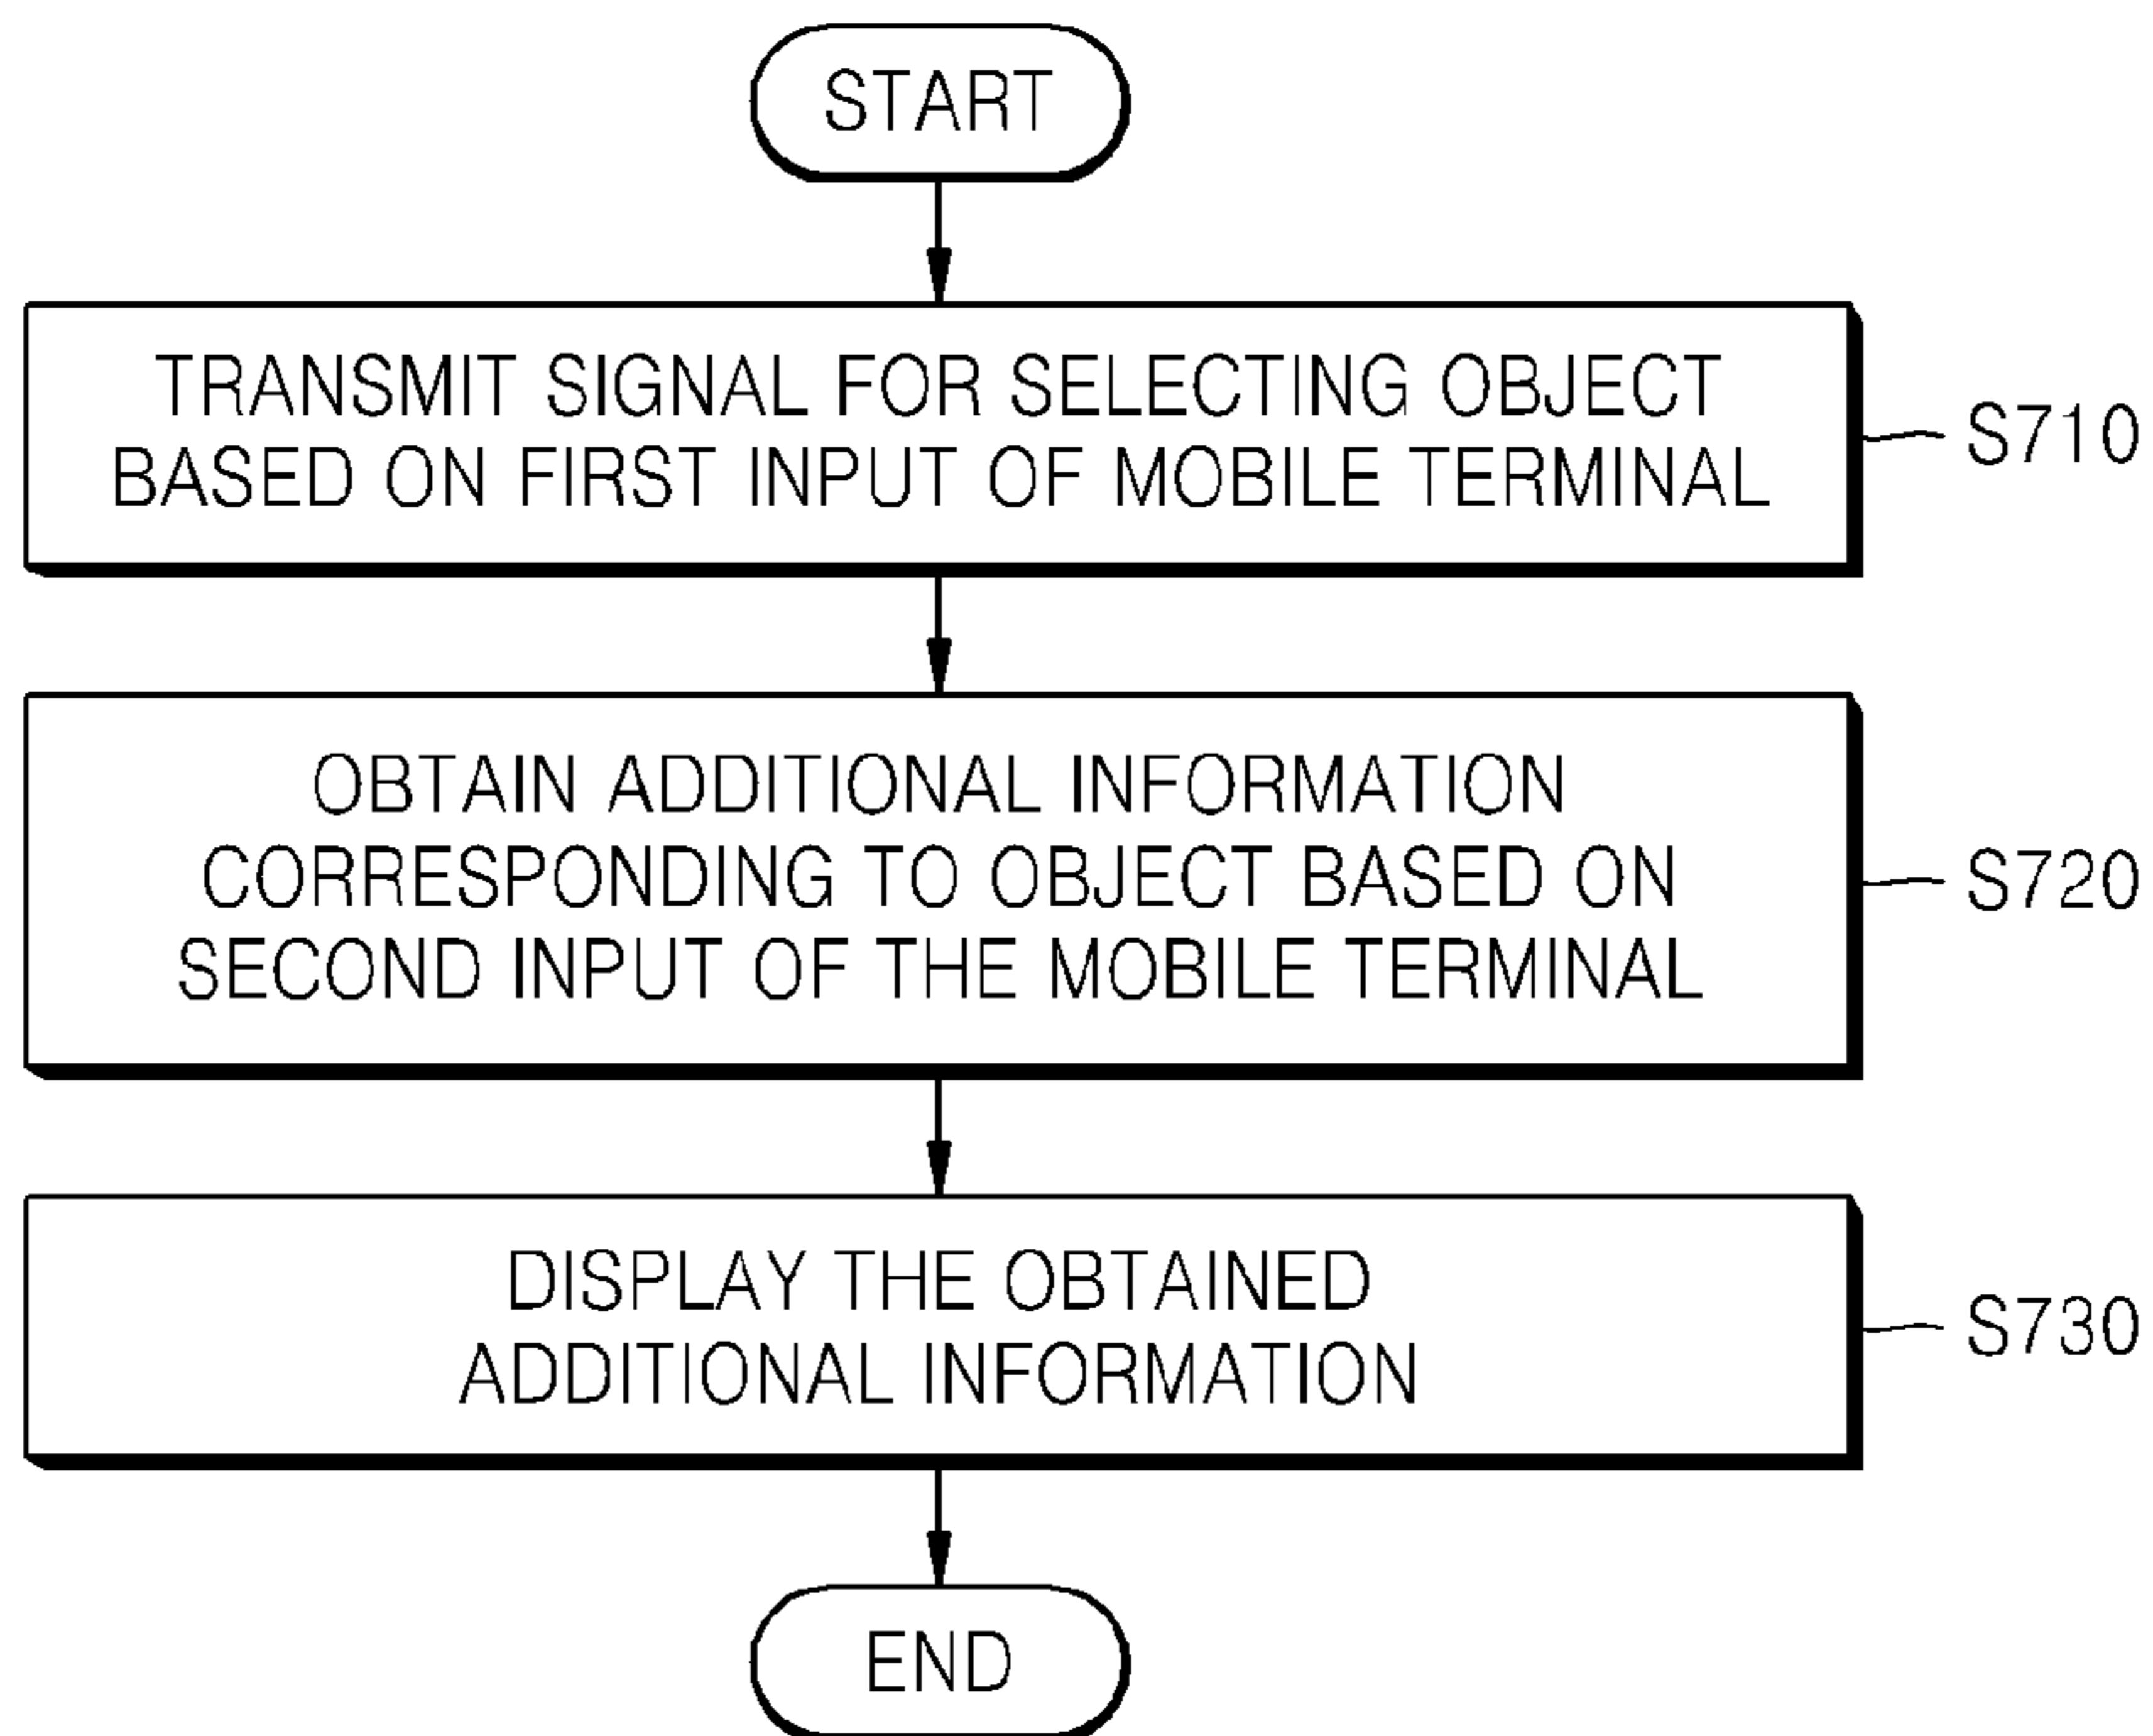 START
TRANSMIT SIGNAL FOR SELECTING OBJECT
BASED ON FIRST INPUT OF MOBILE TERMINAL
S710
OBTAIN ADDITIONAL INFORMATION
CORRESPONDING TO OBJECT BASED ON
SECOND INPUT OF THE MOBILE TERMINAL
S720
DISPLAY THE OBTAINED
ADDITIONAL INFORMATION
S730
END